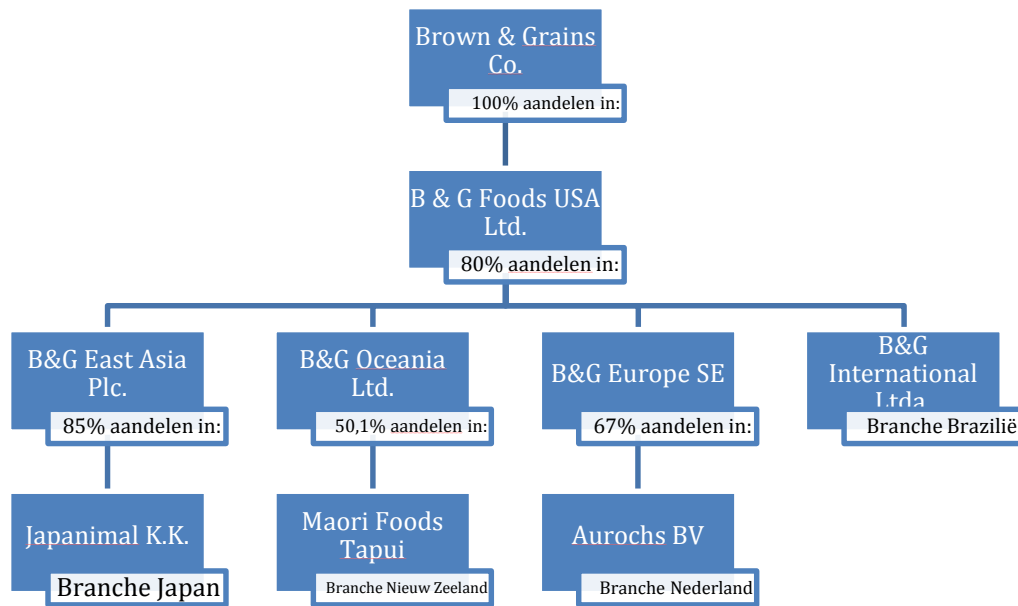 Brown & Grains
Co.
100% aandelen in:
B & G Foods USA
Ltd.
80% aandelen in:
B&G East Asia
Plc.
85% aandelen in:
B&G Oceania
Ltd.
50,1% aandelen in:
B&G Europe SE
67% aandelen in:
B&G
International
Ltda
Branche Brazilië
Japanimal K.K.
Branche Japan
Maori Foods
Tapui
Branche Nieuw Zeeland
Aurochs BV
Branche Nederland